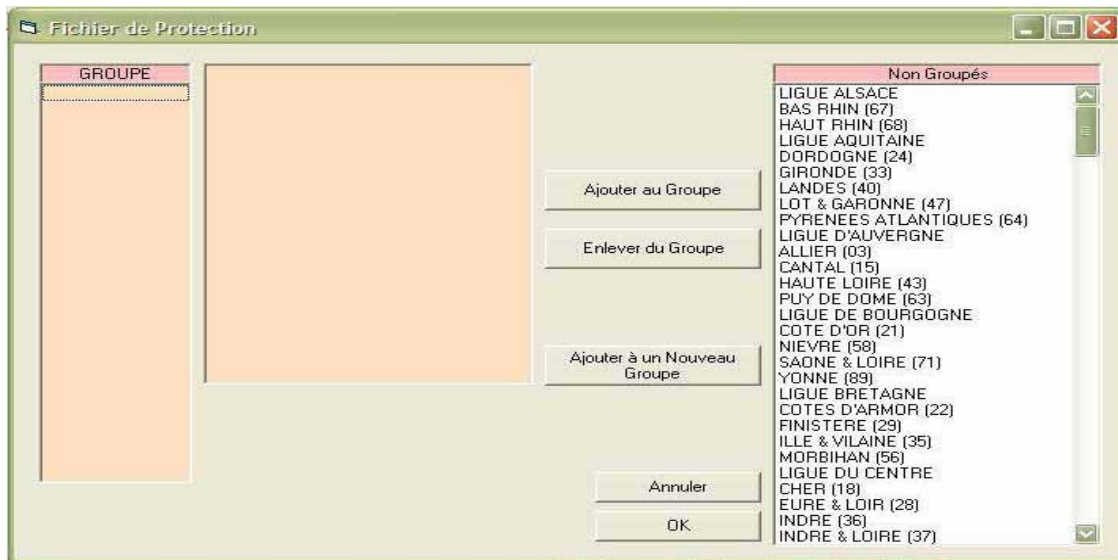 Fichier de Protection
GROUPE
Ajouter au Groupe
Enlever du Groupe
Ajouter à un Nouveau
Groupe
Annuler
OK
Non Groupés
LIGUE ALSACE
BAS RHIN (67)
HAUT RHIN (68)
LIGUE AQUITAINE
DORDOGNE (24)
GIRONDE (33)
LANDES (40)
LOT & GARONNE (47)
PYRENEES ATLANTIQUES (64)
LIGUE D'AUVERGNE
ALLIER (03)
CANTAL (15)
HAUTE LOIRE (43)
PUY DE DOME (63)
LIGUE DE BOURGOGNE
COTE D'OR (21)
NIEVRE (58)
SAONE & LOIRE (71)
YONNE (89)
LIGUE BRETAGNE
COTES D'ARMOR (22)
FINISTERE (29)
ILLE & VILAINE (35)
MORBIHAN (56)
LIGUE DU CENTRE
CHER (18)
EURE & LOIR (28)
INDRE (36)
INDRE & LOIRE (37)